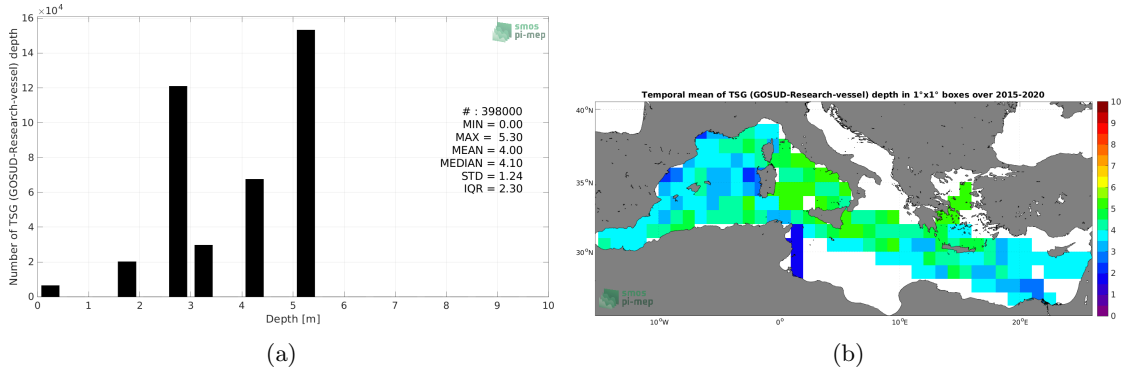 ×10⁴
smos
pi-mep
16
14
12
10
8
6
4
2
0
Number of TSG (GOSUD-Research-vessel) depth
# : 398000
MIN = 0.00
MAX = 5.30
MEAN = 4.00
MEDIAN = 4.10
STD = 1.24
IQR = 2.30
0 1 2 3 4 5 6 7 8 9 10
Depth [m]
(a)
Temporal mean of TSG (GOSUD-Research-vessel) depth in 1°x1° boxes over 2015-2020
40°N
35°N
30°N
10°W 0° 10°E 20°E
smos
pi-mep
10
9
8
7
6
5
4
3
2
1
0
(b)